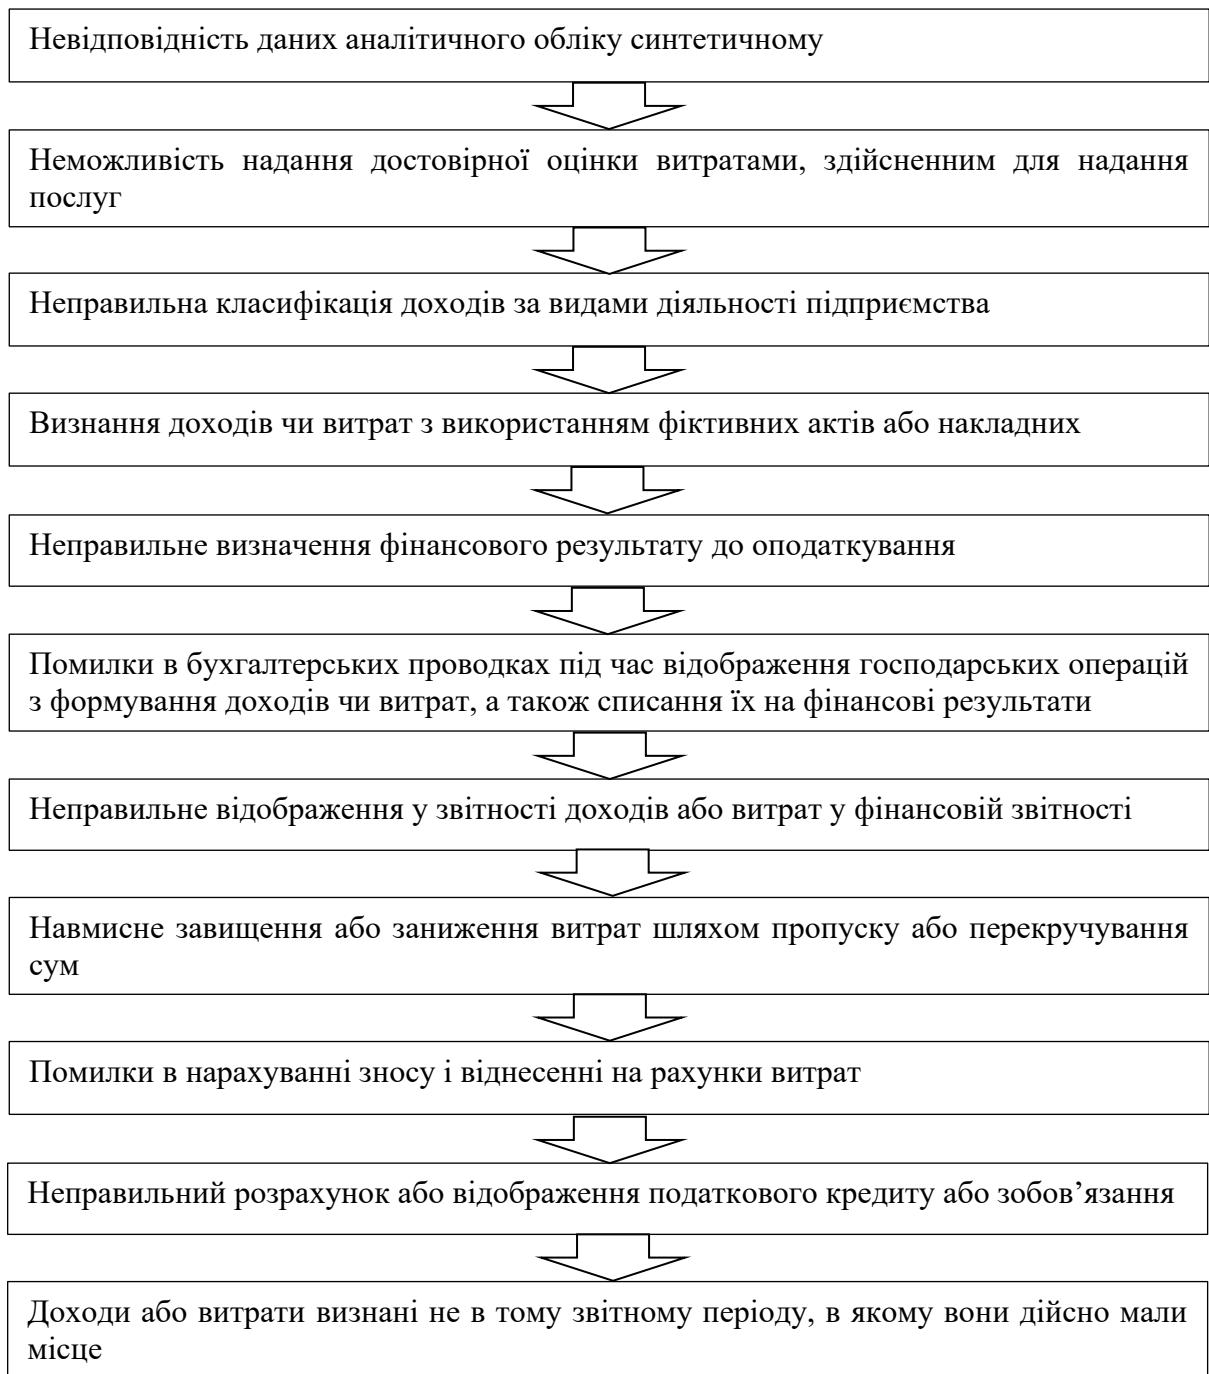 Невідповідність даних аналітичного обліку синтетичному
Неможливість надання достовірної оцінки витратами, здійсненним для надання
послуг
Неправильна класифікація доходів за видами діяльності підприємства
Визнання доходів чи витрат з використанням фіктивних актів або накладних
Неправильне визначення фінансового результату до оподаткування
Помилки в бухгалтерських проводках під час відображення господарських операцій
з формування доходів чи витрат, а також списання їх на фінансові результати
Неправильне відображення у звітності доходів або витрат у фінансовій звітності
Навмисне завищення або заниження витрат шляхом пропуску або перекручування
сум
Помилки в нарахуванні зносу і віднесенні на рахунки витрат
Неправильний розрахунок або відображення податкового кредиту або зобов’язання
Доходи або витрати визнані не в тому звітному періоду, в якому вони дійсно мали
місце